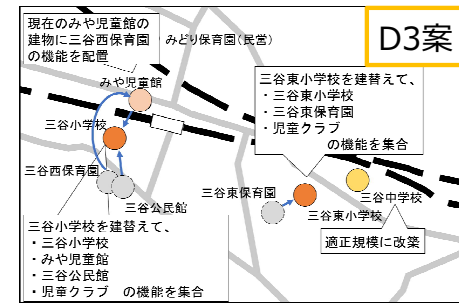 D3案
現在のみや児童館の
建物に三谷西保育園
の機能を配置
みどり保育園(民営)
みや児童館
三谷東小学校を建替えて、
・三谷東小学校
・三谷東保育園
・児童クラブ
の機能を集合
三谷小学校
三谷西保育園
三谷公民館
三谷東保育園
三谷東小学校
三谷中学校
適正規模に改築
三谷小学校を建替えて、
・三谷小学校
・みや児童館
・三谷公民館
・児童クラブ の機能を集合